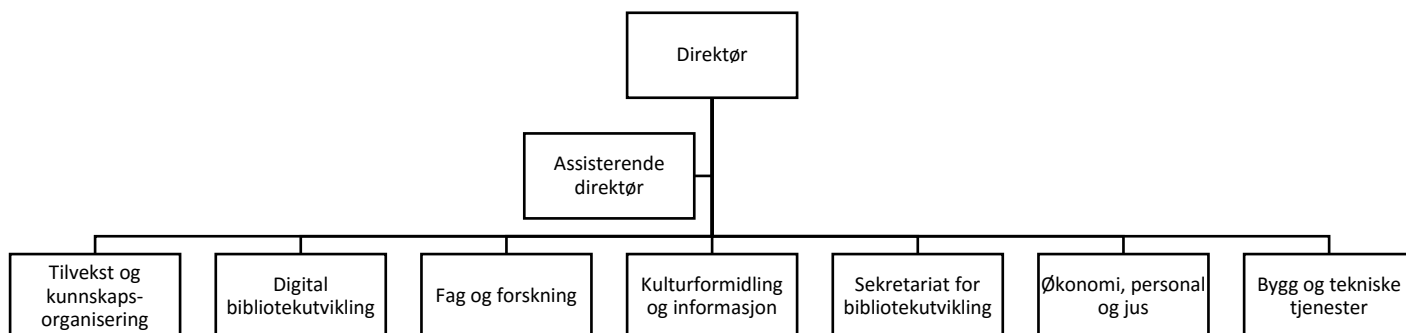 Direktør
Assisterende
direktør
Tilvekst og
kunnskaps-
organisering
Digital
bibliotekutvikling
Fag og forskning
Kulturformidling
og informasjon
Sekretariat for
bibliotekutvikling
Økonomi, personal
og jus
Bygg og tekniske
tjenester